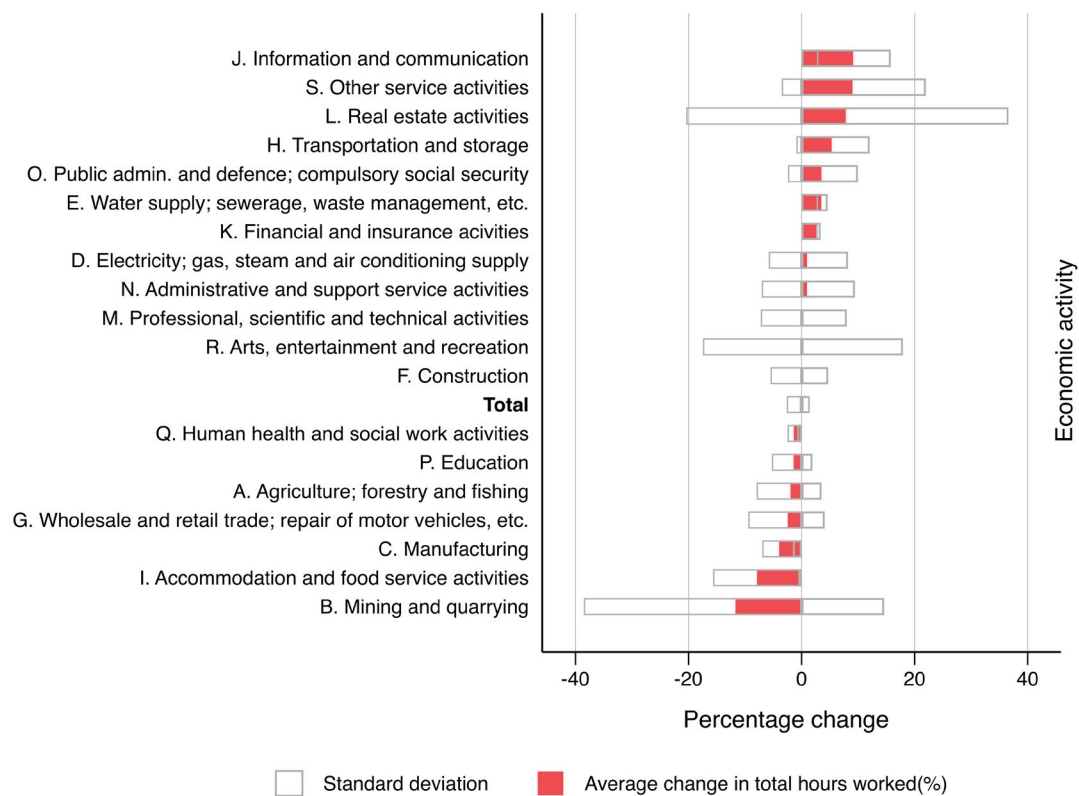 J. Information and communication
S. Other service activities
L. Real estate activities
H. Transportation and storage
O. Public admin. and defence; compulsory social security
E. Water supply; sewerage, waste management, etc.
K. Financial and insurance acivities
D. Electricity; gas, steam and air conditioning supply
N. Administrative and support service activities
M. Professional, scientific and technical activities
R. Arts, entertainment and recreation
F. Construction
Total
Q. Human health and social work activities
P. Education
A. Agriculture; forestry and fishing
G. Wholesale and retail trade; repair of motor vehicles, etc.
C. Manufacturing
I. Accommodation and food service activities
B. Mining and quarrying
Economic activity
-40 -20 0 20 40
Percentage change
Standard deviation
Average change in total hours worked(%)